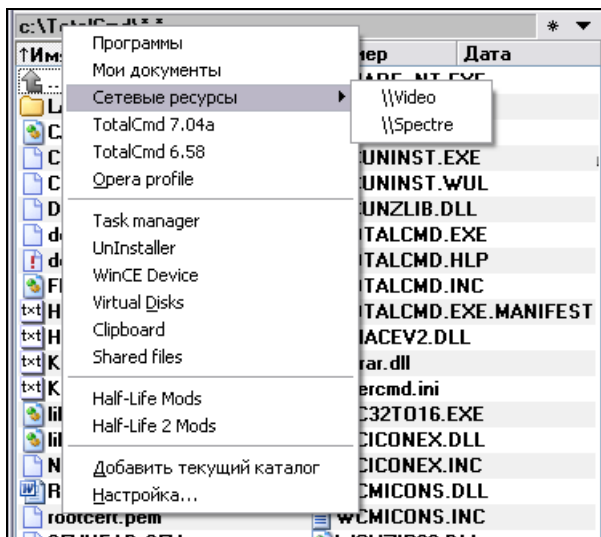 c:\TotalCmd\*.*
* ▼
Дата
Программы
Мои документы
Сетевые ресурсы
\\Video
\\Spectre
TotalCmd 7.04a
TotalCmd 6.58
Opera profile
Task manager
UnInstaller
WinCE Device
Virtual Disks
Clipboard
Shared files
Half-Life Mods
Half-Life 2 Mods
Добавить текущий каталог
Настройка...
UNINST.EXE
UNINST.WUL
UNZLIB.DLL
TALCMD.EXE
TALCMD.HLP
TALCMD.INC
TALCMD.EXE.MANIFEST
ACEV2.DLL
rar.dll
ercmd.ini
C32TO16.EXE
CICONEX.DLL
CICONEX.INC
CMICONS.DLL
rootcert.pem
WCMICONS.INC